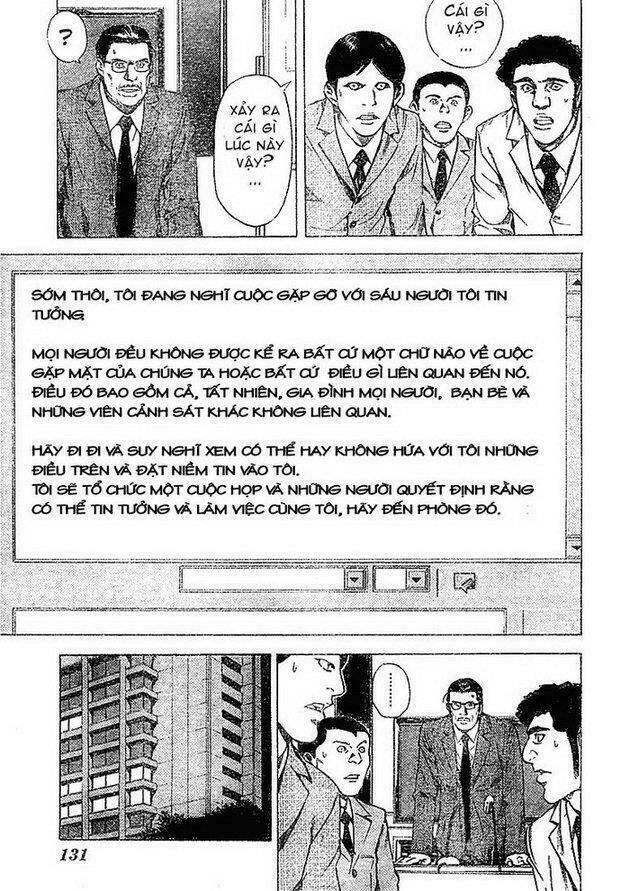 CÁI GÌ
VẬY?
...
?
XẢY RA
CÁI GÌ
LÚC NÀY
VẬY?
...
SỚM THÔI, TÔI ĐANG NGHĨ CUỘC GẶP GỠ VỚI SÁU NGƯỜI TÔI TIN
TƯỞNG
MỌI NGƯỜI ĐỀU KHÔNG ĐƯỢC KỂ RA BẤT CỨ MỘT CHỮ NÀO VỀ CUỘC
GẶP MẶT CỦA CHÚNG TA HOẶC BẤT CỨ ĐIỀU GÌ LIÊN QUAN ĐẾN NÓ.
ĐIỀU ĐÓ BAO GỒM CẢ, TẤT NHIÊN, GIA ĐÌNH MỌI NGƯỜI, BẠN BÈ VÀ
NHỮNG VIÊN CẢNH SÁT KHÁC KHÔNG LIÊN QUAN.
HÃY ĐI ĐI VÀ SUY NGHĨ XEM CÓ THỂ HAY KHÔNG HỨA VỚI TÔI NHỮNG
ĐIỀU TRÊN VÀ ĐẶT NIỀM TIN VÀO TÔI.
TÔI SẼ TỔ CHỨC MỘT CUỘC HỌP VÀ NHỮNG NGƯỜI QUYẾT ĐỊNH RẰNG
CÓ THỂ TIN TƯỞNG VÀ LÀM VIỆC CÙNG TÔI, HÃY ĐẾN PHÒNG ĐÓ.
......
131